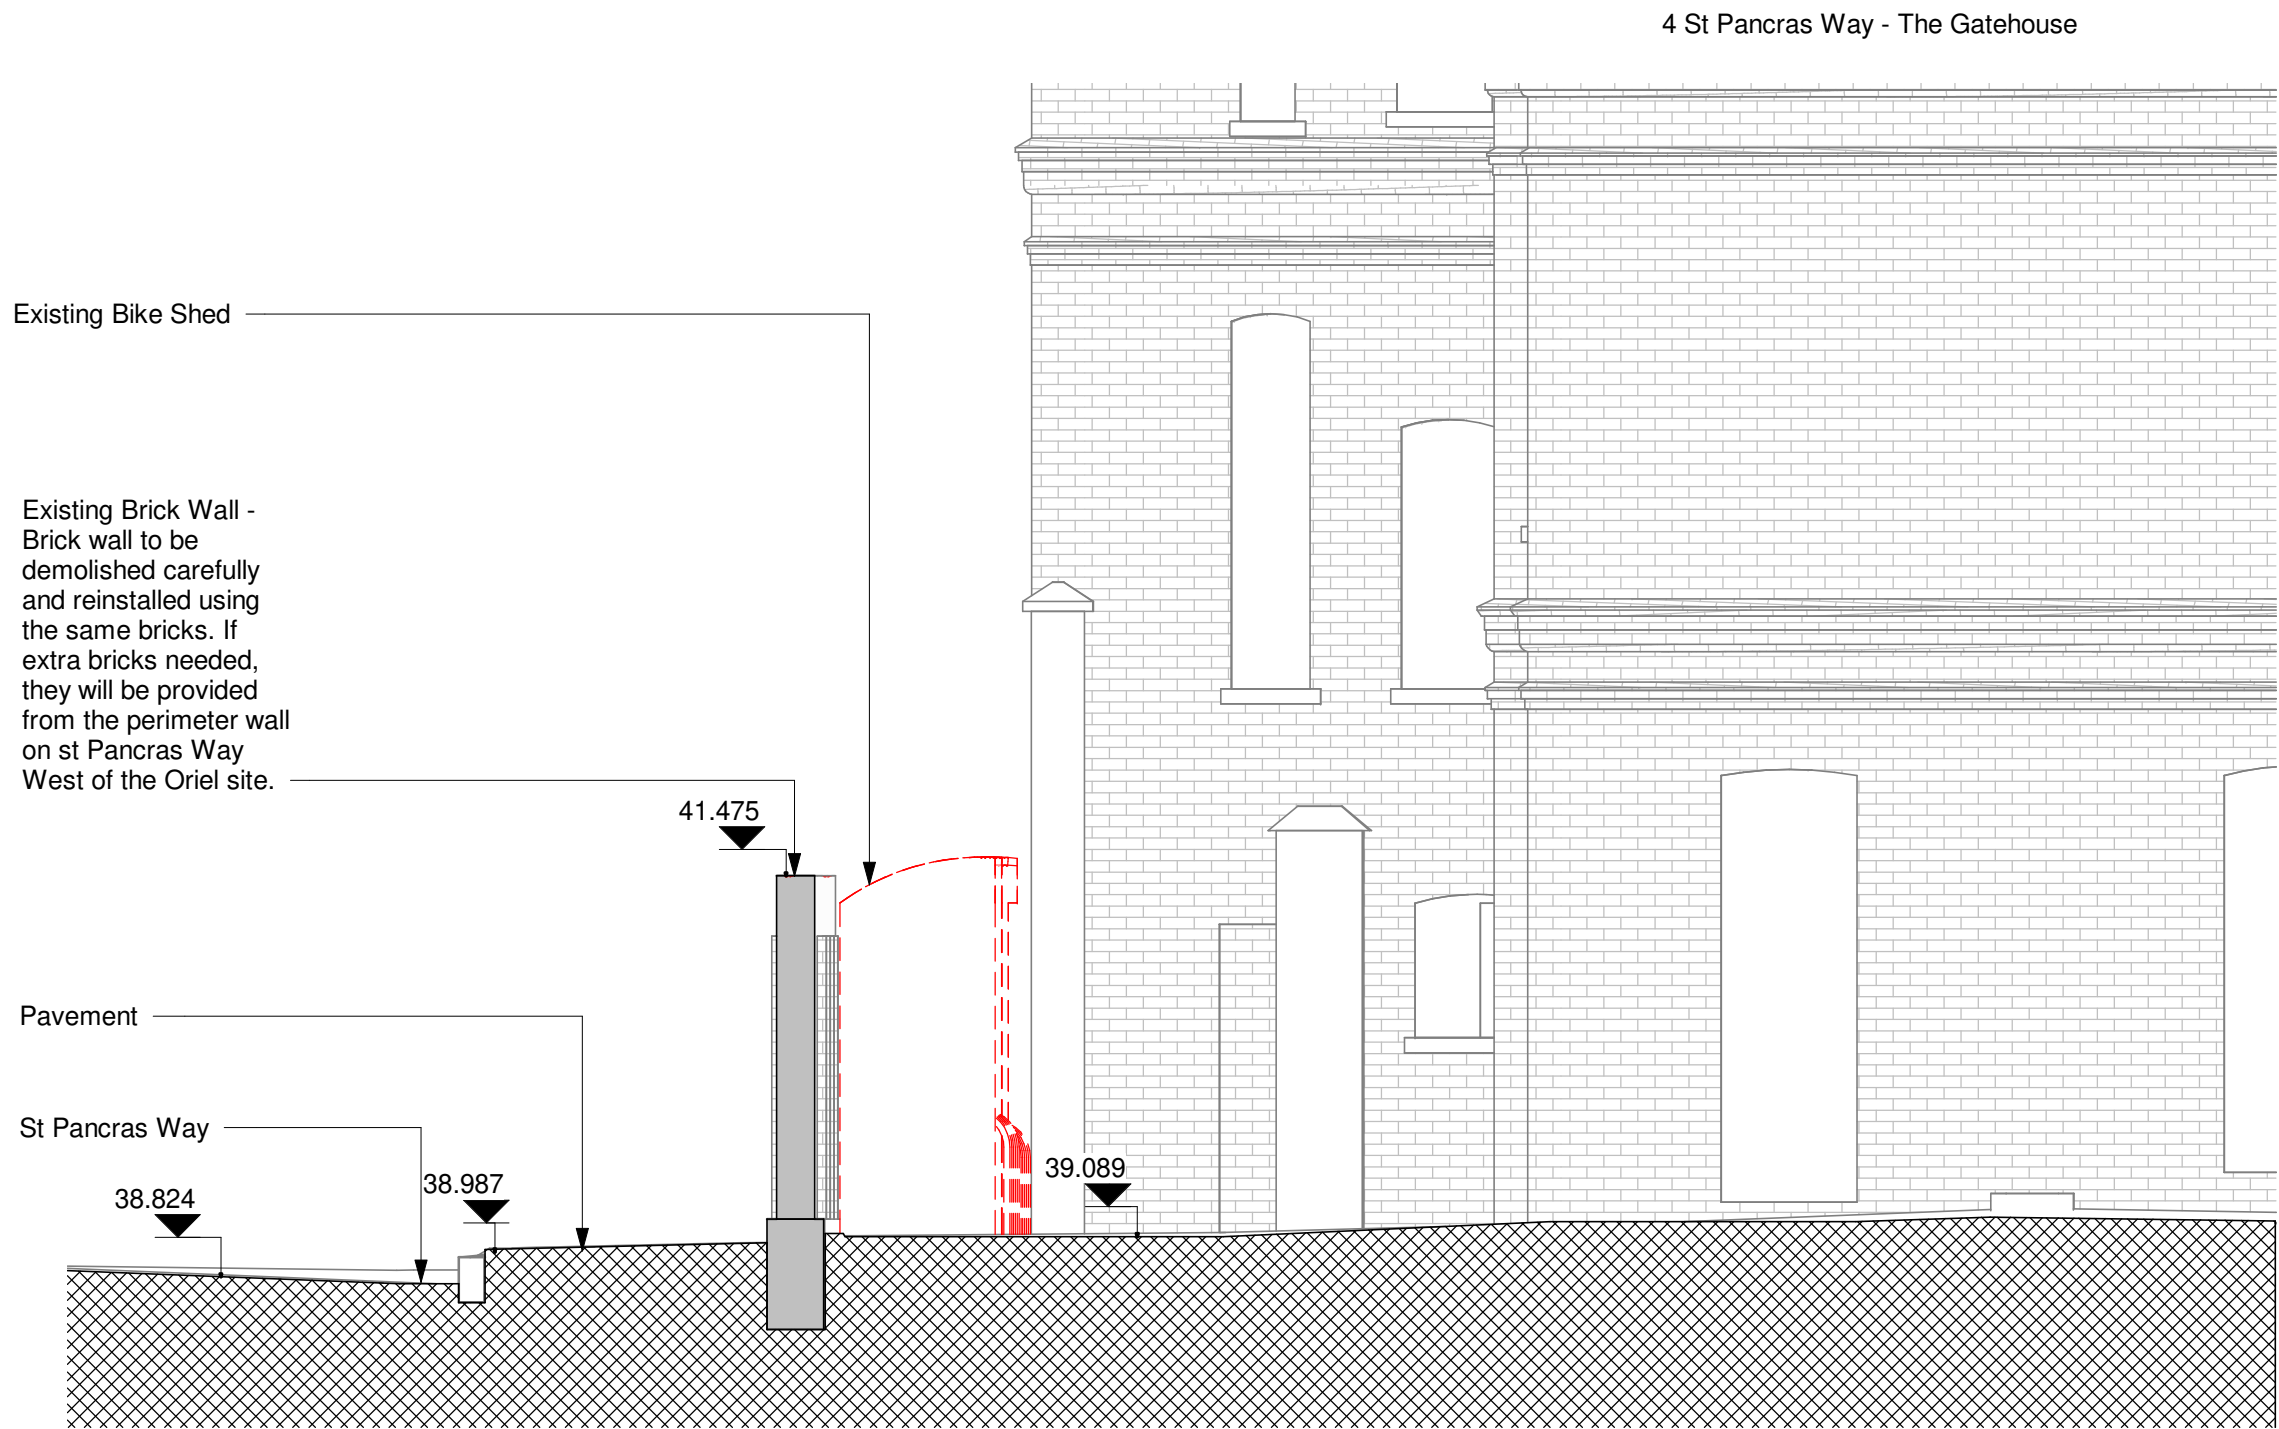 4 St Pancras Way - The Gatehouse
Existing Bike Shed
Existing Brick Wall -
Brick wall to be
demolished carefully
and reinstalled using
the same bricks. If
extra bricks needed,
they will be provided
from the perimeter wall
on st Pancras Way
West of the Oriel site.
41.475
Pavement
St Pancras Way
38.824
38.987
39.089